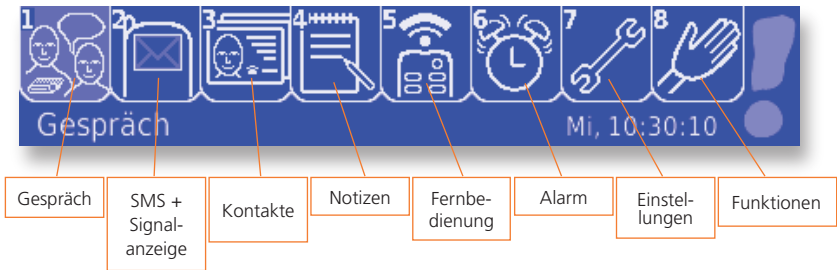 1 2 3 4 5 6 7 8
Gespräch Mi, 10:30:10
Gespräch
SMS +
Signal-
anzeige
Kontakte
Notizen
Fernbe-
dienung
Alarm
Einstel-
lungen
Funktionen